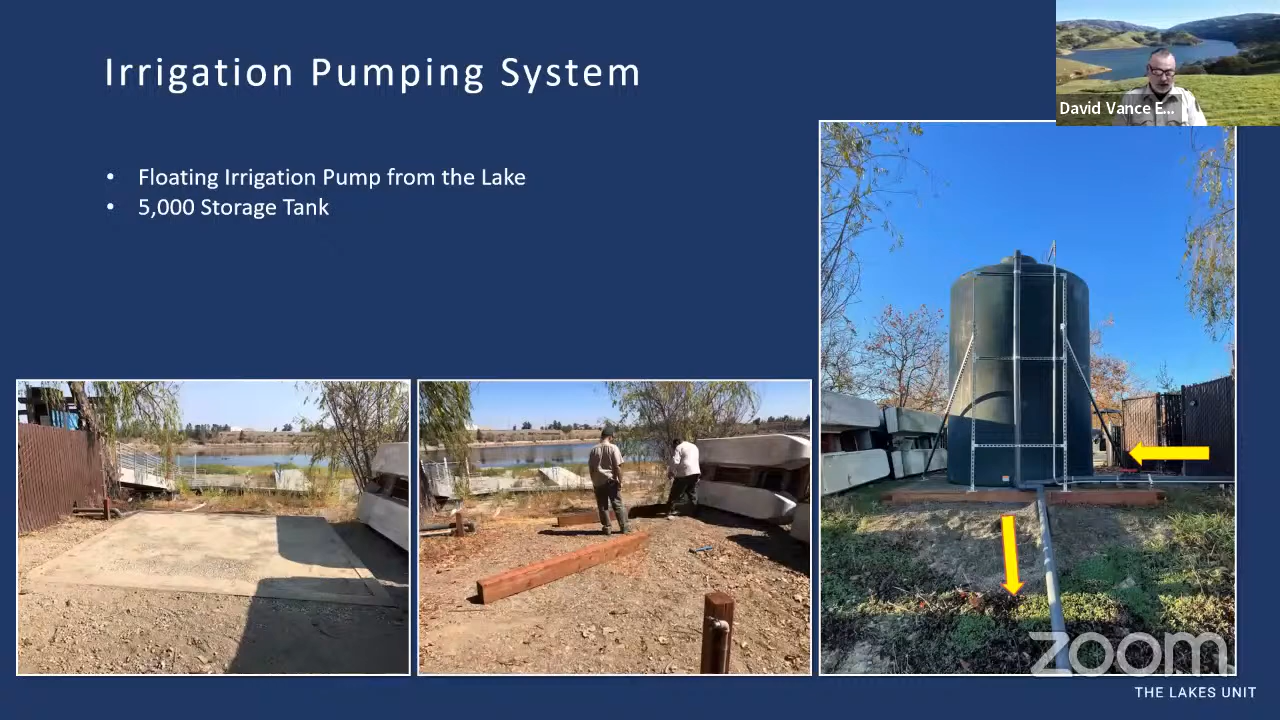 Irrigation Pumping System
David Vance E...
• Floating Irrigation Pump from the Lake
• 5,000 Storage Tank
zoom
THE LAKES UNIT